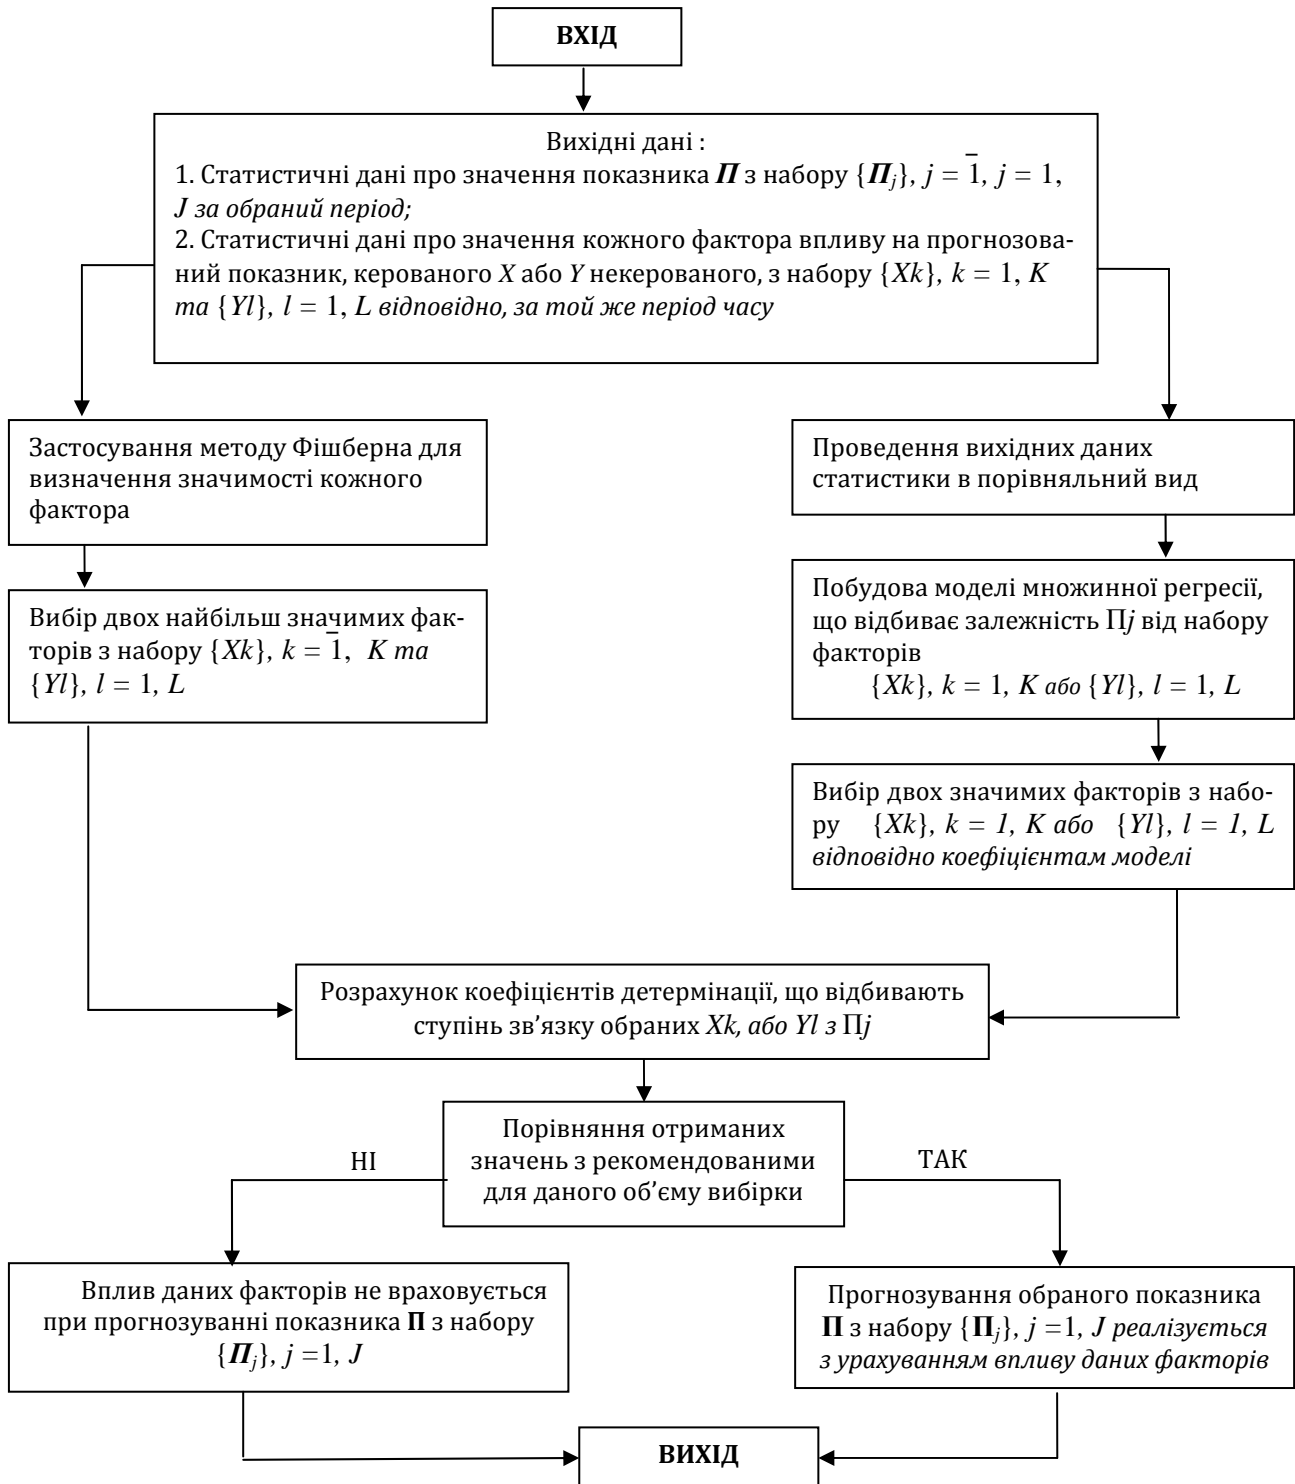 ВХІД
Вихідні дані :
1. Статистичні дані про значення показника П з набору {Пj}, j = 1̅, j = 1,
J за обраний період;
2. Статистичні дані про значення кожного фактора впливу на прогнозова-
ний показник, керованого X або Y некерованого, з набору {Xk}, k = 1, K
та {Yl}, l = 1, L відповідно, за той же період часу
Застосування методу Фішберна для
визначення значимості кожного
фактора
Вибір двох найбільш значимих фак-
торів з набору {Xk}, k = 1̅, K та
{Yl}, l = 1, L
Проведення вихідних даних
статистики в порівняльний вид
Побудова моделі множинної регресії,
що відбиває залежність Пj від набору
факторів
{Xk}, k = 1, K або {Yl}, l = 1, L
Вибір двох значимих факторів з набо-
ру {Xk}, k = 1, K або {Yl}, l = 1, L
відповідно коефіцієнтам моделі
Розрахунок коефіцієнтів детермінації, що відбивають
ступінь зв’язку обраних Xk, або Yl з Пj
Порівняння отриманих
значень з рекомендованими
для даного об’єму вибірки
НІ
ТАК
Вплив даних факторів не враховується
при прогнозуванні показника П з набору
{Пj}, j =1, J
Прогнозування обраного показника
П з набору {Пj}, j =1, J реалізується
з урахуванням впливу даних факторів
ВИХІД